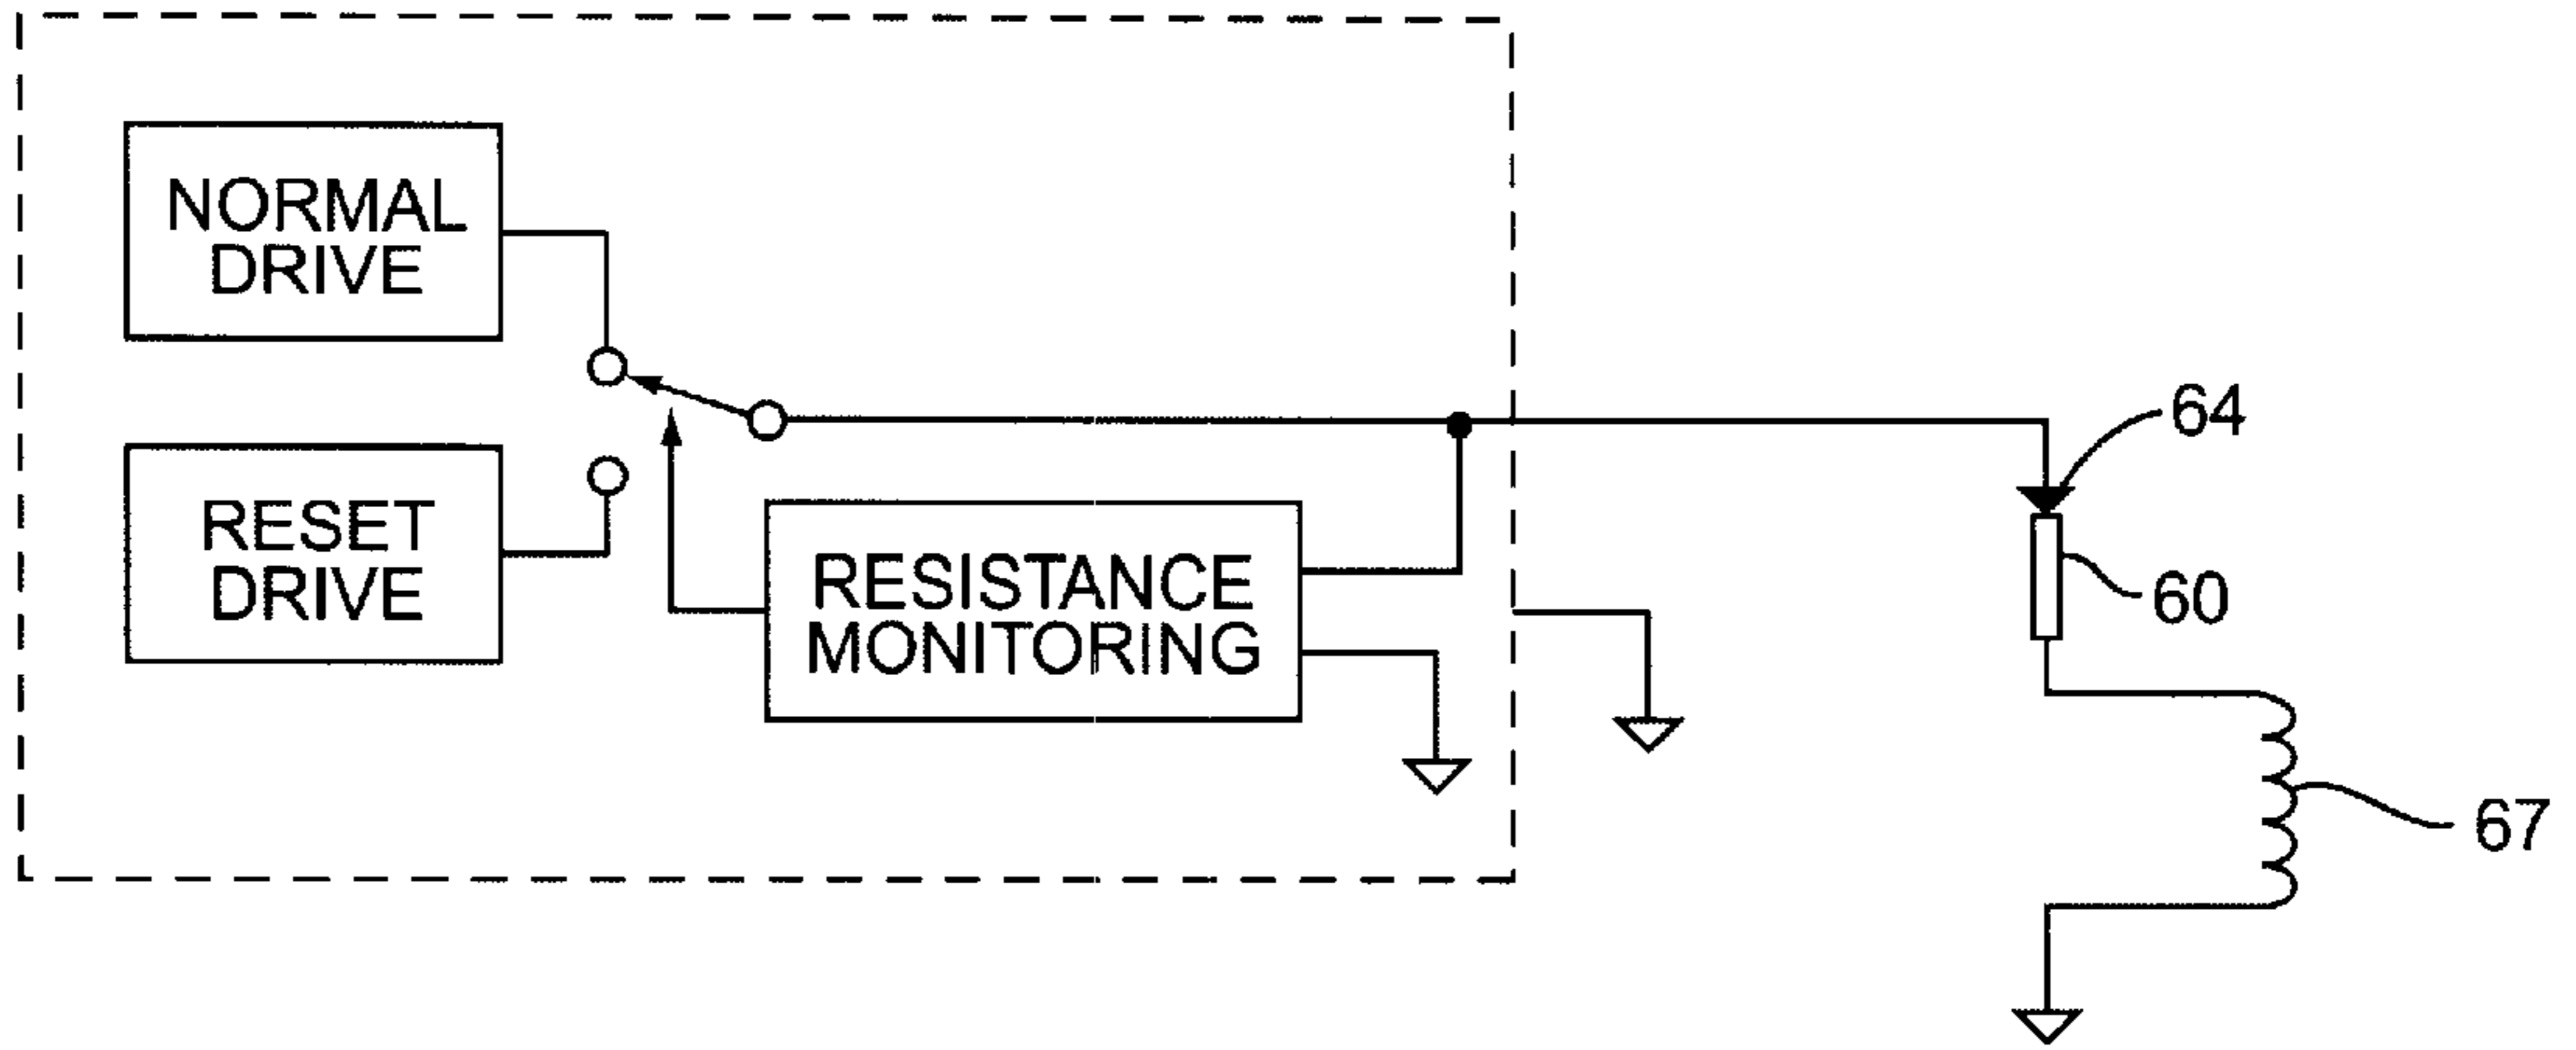 NORMAL
DRIVE
RESET
DRIVE
RESISTANCE
MONITORING
64
60
67